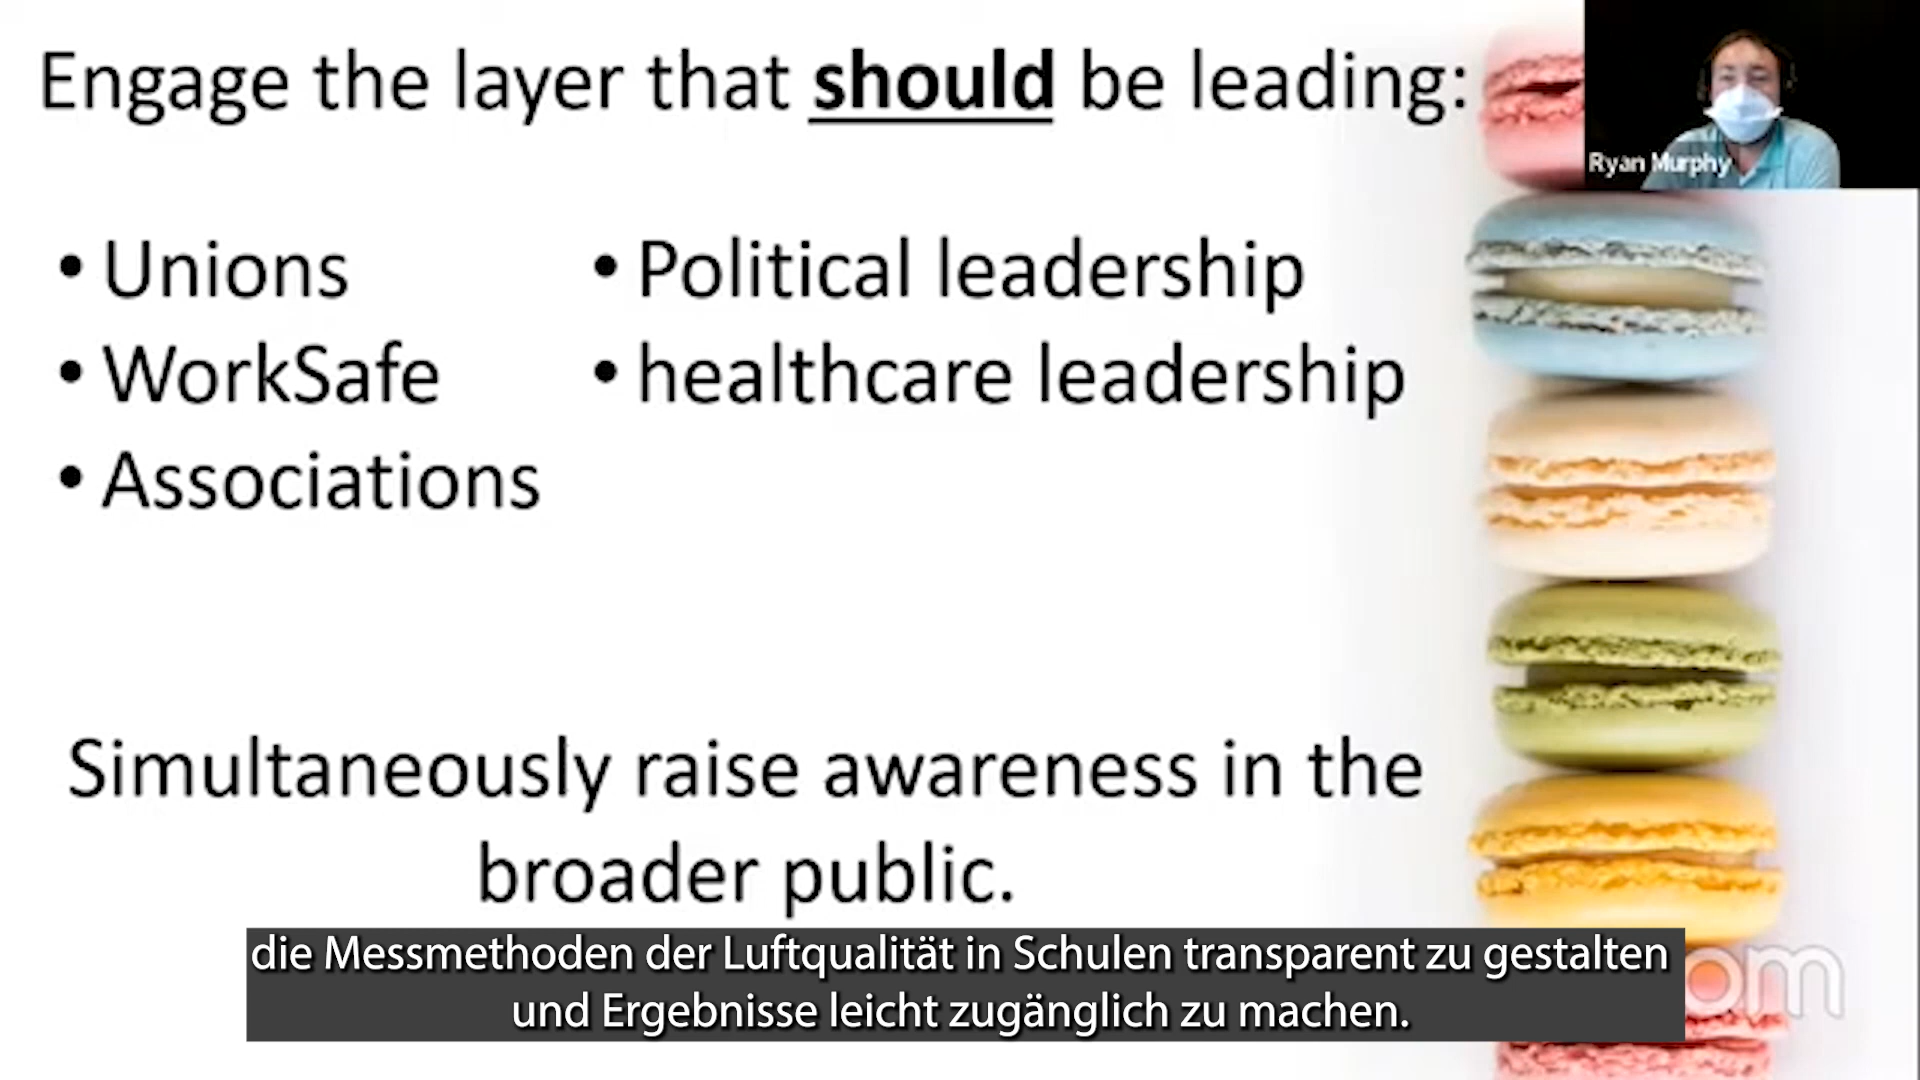 Engage the layer that should be leading:
Ryan Murphy
• Unions
• WorkSafe
• Associations
• Political leadership
• healthcare leadership
Simultaneously raise awareness in the
broader public.
die Messmethoden der Luftqualität in Schulen transparent zu gestalten
und Ergebnisse leicht zugänglich zu machen.
om